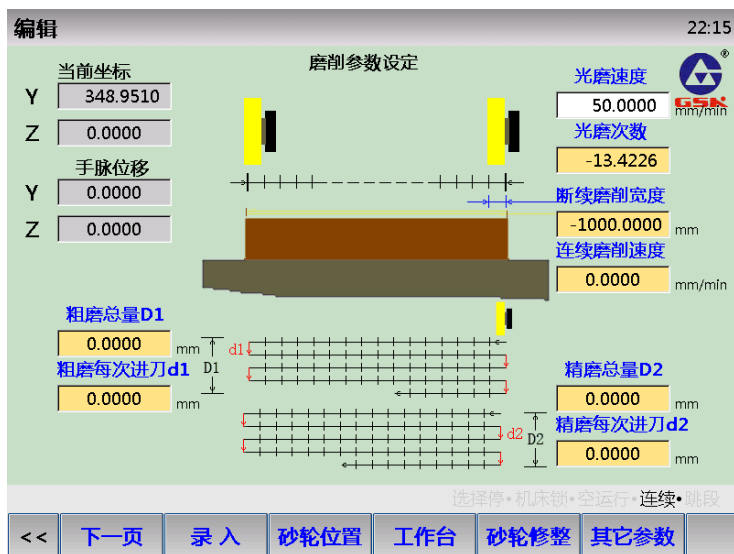 编辑
22:15
磨削参数设定
当前坐标
Y 348.9510
Z 0.0000
手脉位移
Y 0.0000
Z 0.0000
光磨速度
50.0000 mm/min
光磨次数
-13.4226
断续磨削宽度
-1000.0000 mm
连续磨削速度
0.0000 mm/min
GSK
®
粗磨总量D1
0.0000 mm
粗磨每次进刀d1
0.0000 mm
D1
d1
d2
D2
精磨总量D2
0.0000 mm
精磨每次进刀d2
0.0000 mm
选择停•机床锁•空运行•连续•跳段
<< 下一页 录入 砂轮位置 工作台 砂轮修整 其它参数